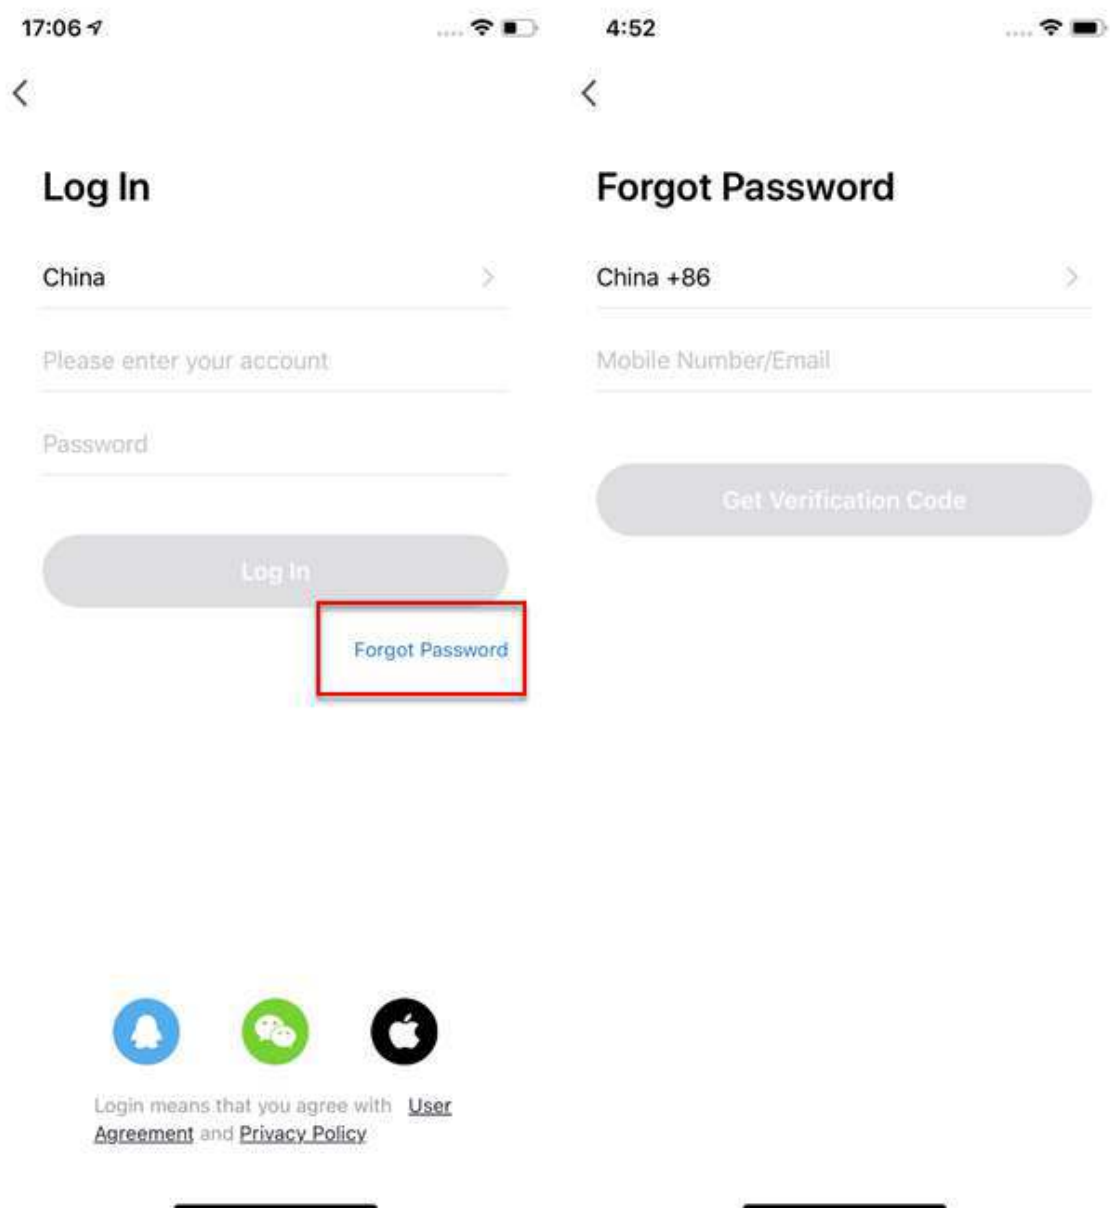 17:06
Log In
China
Please enter your account
Password
Log In
Forgot Password
Login means that you agree with User
Agreement and Privacy Policy
4:52
Forgot Password
China +86
Mobile Number/Email
Get Verification Code